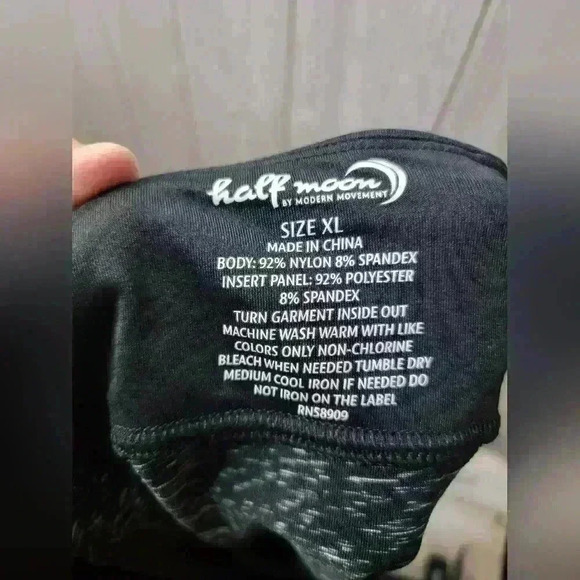 half moon
BY MODERN MOVEMENT
SIZE XL
MADE IN CHINA
BODY: 92% NYLON 8% SPANDEX
INSERT PANEL: 92% POLYESTER
8% SPANDEX
TURN GARMENT INSIDE OUT
MACHINE WASH WARM WITH LIKE
COLORS ONLY NON-CHLORINE
BLEACH WHEN NEEDED TUMBLE DRY
MEDIUM COOL IRON IF NEEDED DO
NOT IRON ON THE LABEL
RN58909